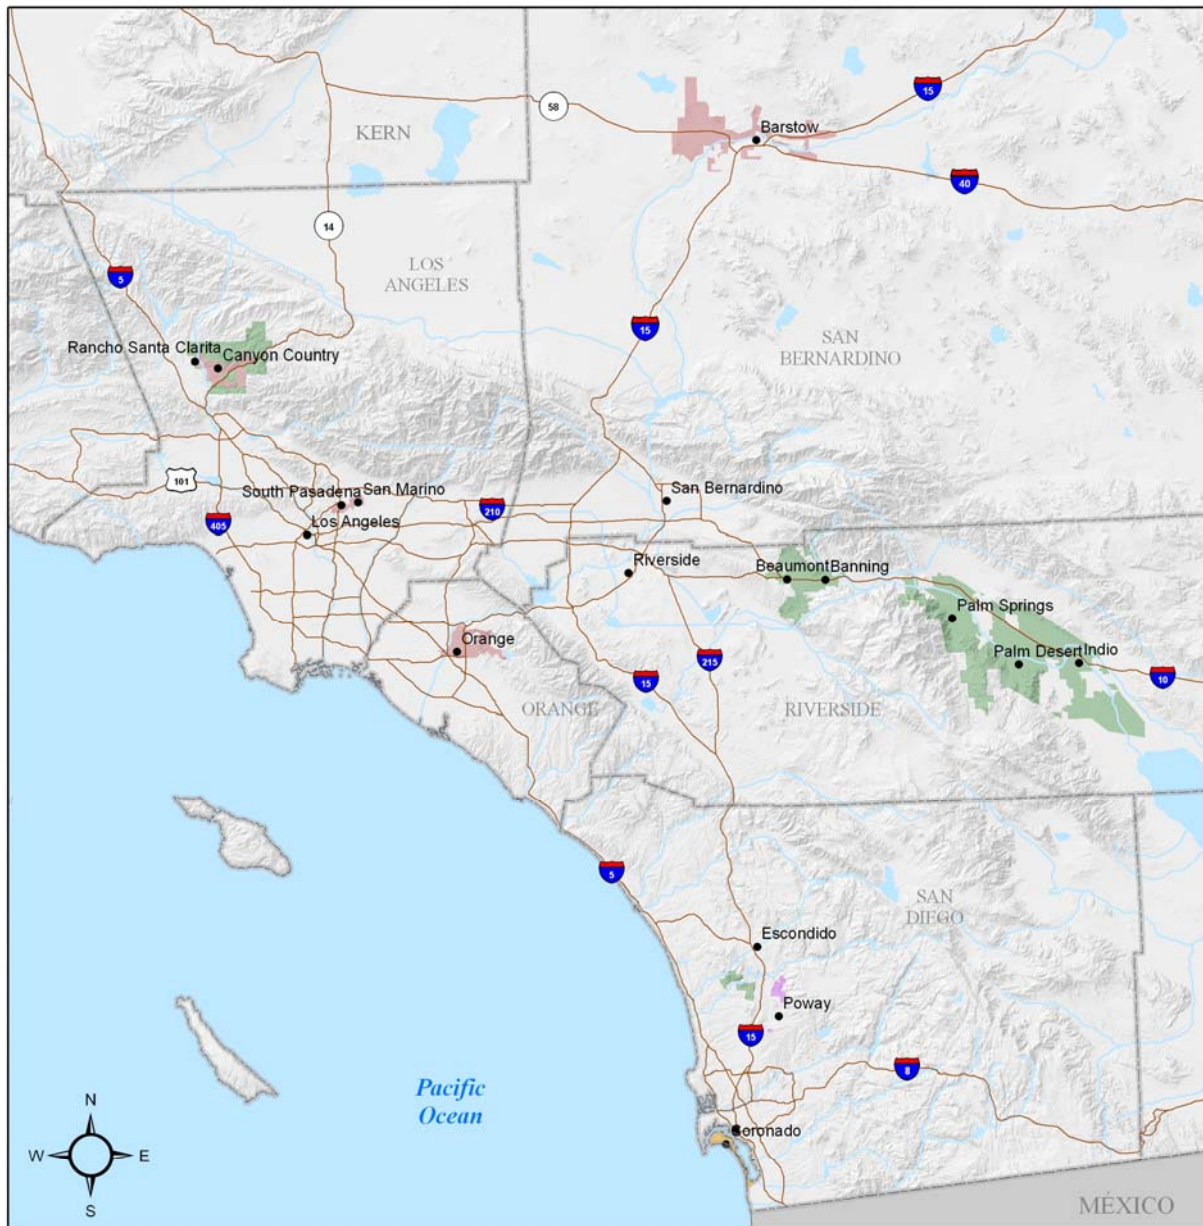 15
58
Barstow
KERN
40
14
LOS
ANGELES
5
15
SAN
BERNARDINO
Rancho Santa Clarita
Canyon Country
101
South Pasadena
San Marino
San Bernardino
210
405
Los Angeles
Riverside
Beaumont
Banning
Palm Springs
Orange
Palm Desert
Indio
215
15
10
ORANGE
RIVERSIDE
5
SAN
DIEGO
Escondido
Poway
15
8
Pacific
Ocean
N
W
E
S
Coronado
MÉXICO